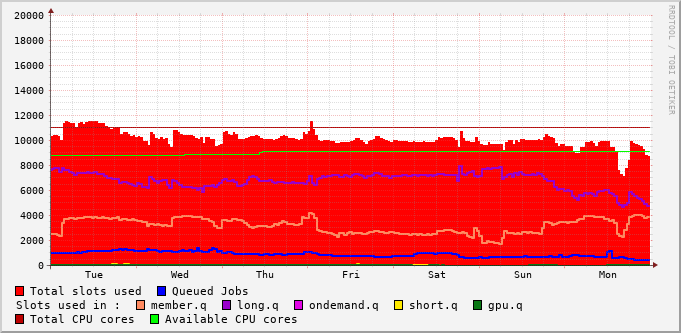 RRDTOOL / TOBI OETIKER
20000
18000
16000
14000
12000
10000
8000
6000
4000
2000
0
Tue Wed Thu Fri Sat Sun Mon
Total slots used Queued Jobs
Slots used in : member.q long.q ondemand.q short.q gpu.q
Total CPU cores Available CPU cores